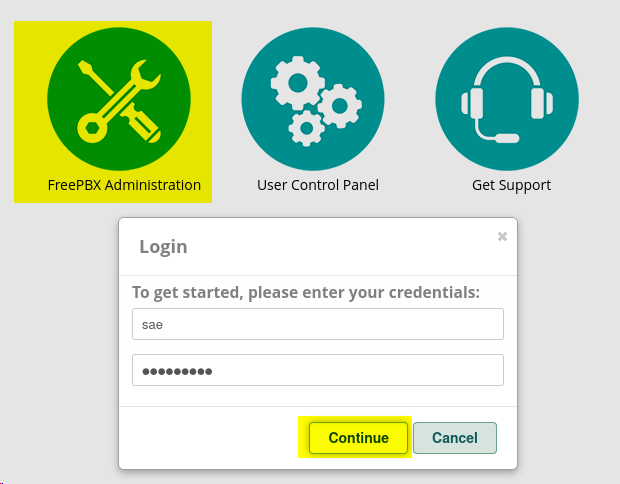 FreePBX Administration
User Control Panel
Get Support
Login
To get started, please enter your credentials:
sae
●●●●●●●●●
Continue
Cancel